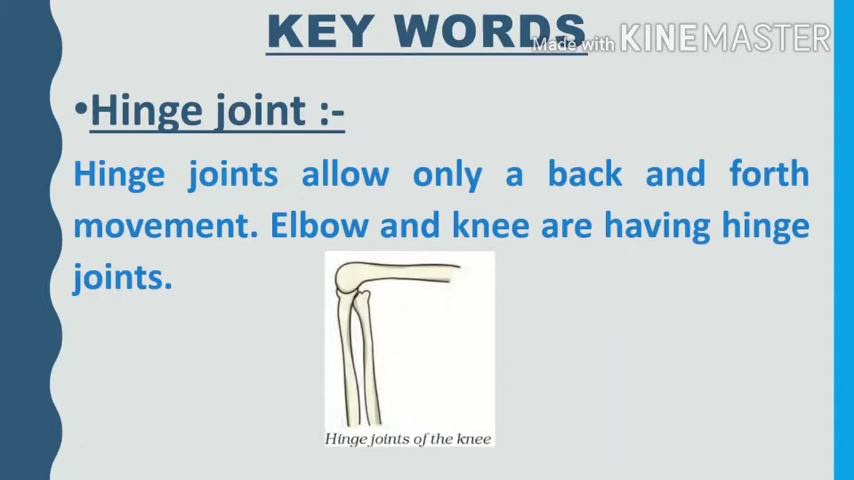 KEY WORDS
Made with KINEMASTER
•Hinge joint :-
Hinge joints allow only a back and forth
movement. Elbow and knee are having hinge
joints.
Hinge joints of the knee